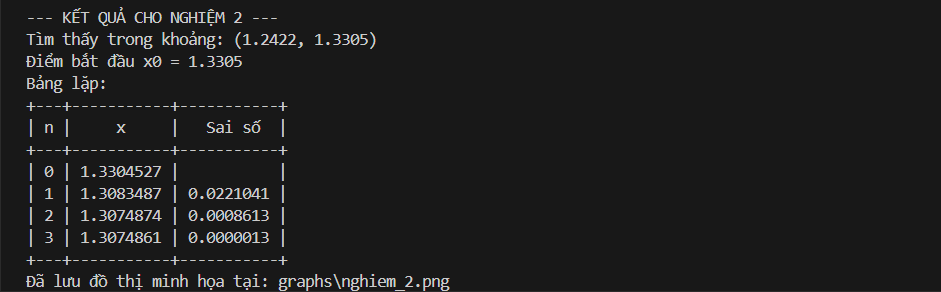 --- KẾT QUẢ CHO NGHIỆM 2 ---
Tìm thấy trong khoảng: (1.2422, 1.3305)
Điểm bắt đầu x0 = 1.3305
Bảng lặp:
+---+-----------+-----------+
| n |     x     |   Sai số  |
+---+-----------+-----------+
| 0 | 1.3304527 |           |
| 1 | 1.3083487 | 0.0221041 |
| 2 | 1.3074874 | 0.0008613 |
| 3 | 1.3074861 | 0.0000013 |
+---+-----------+-----------+
Đã lưu đồ thị minh họa tại: graphs\nghiem_2.png